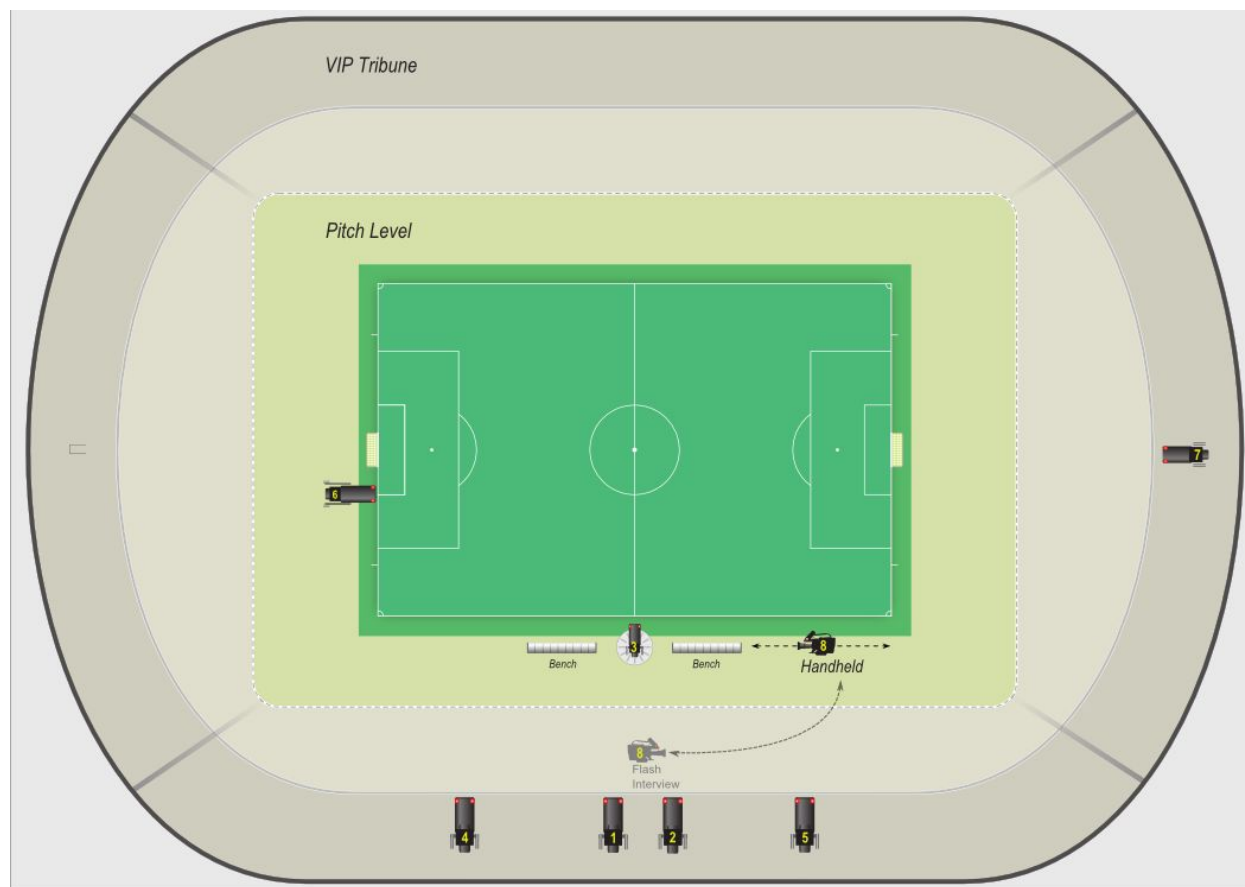 VIP Tribune
Pitch Level
7
6
3
8
Bench
Bench
Handheld
8
Flash
Interview
4
1
2
5